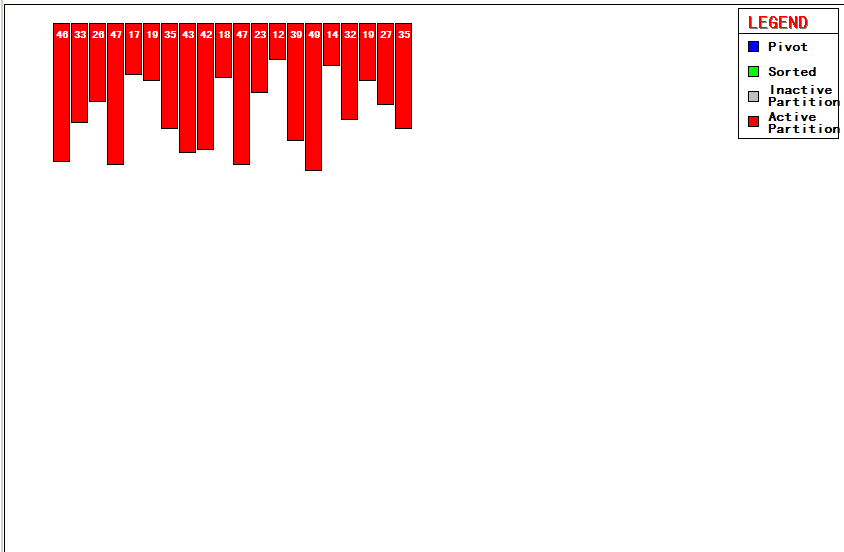 46 33 26 47 17 19 35 43 42 18 47 23 12 39 49 14 32 19 27 35
LEGEND
Pivot
Sorted
Inactive
Partition
Active
Partition